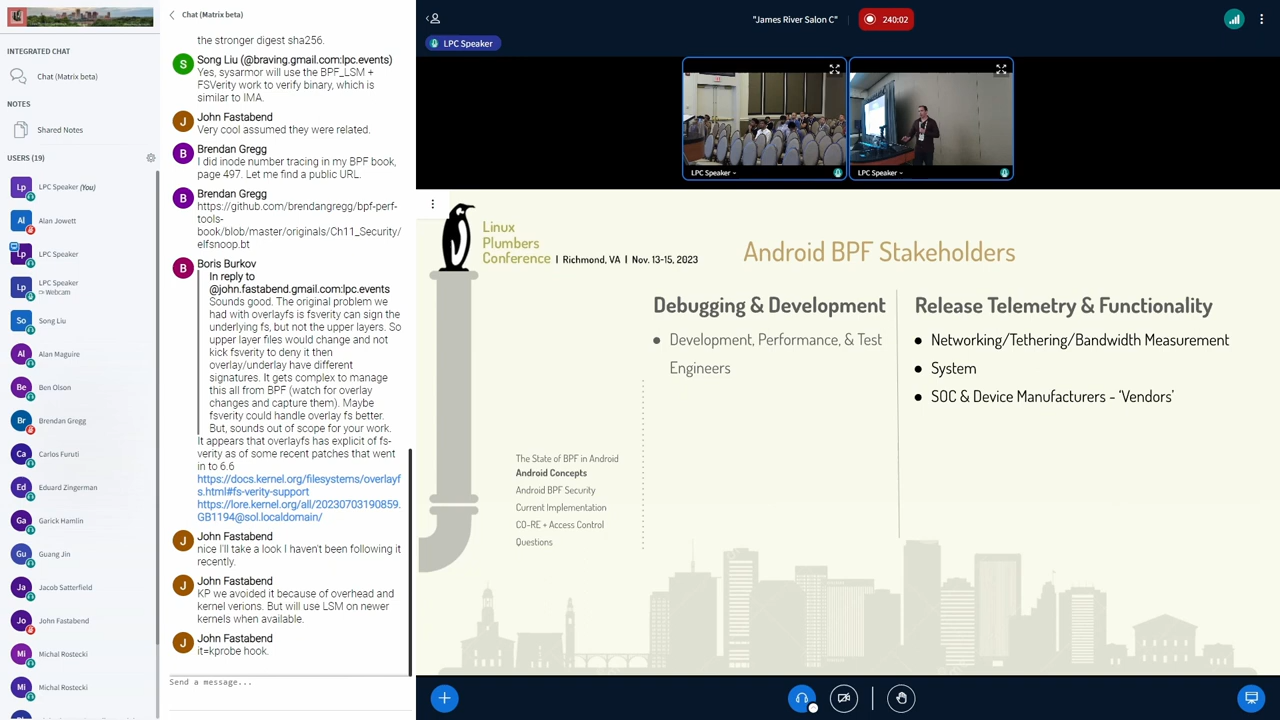 INTEGRATED CHAT
Chat (Matrix beta)
NOTES
Shared Notes
USERS (19)
Lp LPC Speaker (You)
Al Alan Jowett
Lp LPC Speaker
Lp LPC Speaker
Webcam
So Song Liu
Al Alan Maguire
Be Ben Olson
Br Brendan Gregg
Ca Carlos Furuti
Ed Eduard Zingerman
Ga Garick Hamlin
Gu Guang Jin
Ja Jacob Satterfield
Jo John Fastabend
Mi Michal Rostecki
Mi Michal Rostecki
Chat (Matrix beta)
the stronger digest sha256.
S Song Liu (@braving.gmail.com:lpc.events)
Yes, sysarmor will use the BPF_LSM +
FSVerity work to verify binary, which is
similar to IMA.
J John Fastabend
Very cool assumed they were related.
B Brendan Gregg
I did inode number tracing in my BPF book,
page 497. Let me find a public URL.
B Brendan Gregg
https://github.com/brendangregg/bpf-perf-
tools-
book/blob/master/originals/Ch11_Security/
elfsnoop.bt
B Boris Burkov
In reply to
@john.fastabend.gmail.com:lpc.events
Sounds good. The original problem we
had with overlayfs is fsverity can sign the
underlying fs, but not the upper layers. So
upper layer files would change and not
kick fsverity to deny it then
overlay/underlay have different
signatures. It gets complex to manage
this all from BPF (watch for overlay
changes and capture them). Maybe
fsverity could handle overlay fs better.
But, sounds out of scope for your work.
It appears that overlayfs has explicit of fs-
verity as of some recent patches that went
in to 6.6
https://docs.kernel.org/filesystems/overlayf
s.html#fs-verity-support
https://lore.kernel.org/all/20230703190859.
GB1194@sol.localdomain/
J John Fastabend
nice I'll take a look I haven't been following it
recently.
J John Fastabend
KP we avoided it because of overhead and
kernel verions. But will use LSM on newer
kernels when available.
J John Fastabend
it=kprobe hook.
Send a message...
"James River Salon C"
240:02
LPC Speaker
LPC Speaker
LPC Speaker
Linux
Plumbers
Conference | Richmond, VA | Nov. 13-15, 2023
Android BPF Stakeholders
Debugging & Development
• Development, Performance, & Test
Engineers
Release Telemetry & Functionality
• Networking/Tethering/Bandwidth Measurement
• System
• SOC & Device Manufacturers - 'Vendors'
The State of BPF in Android
Android Concepts
Android BPF Security
Current Implementation
CO-RE + Access Control
Questions